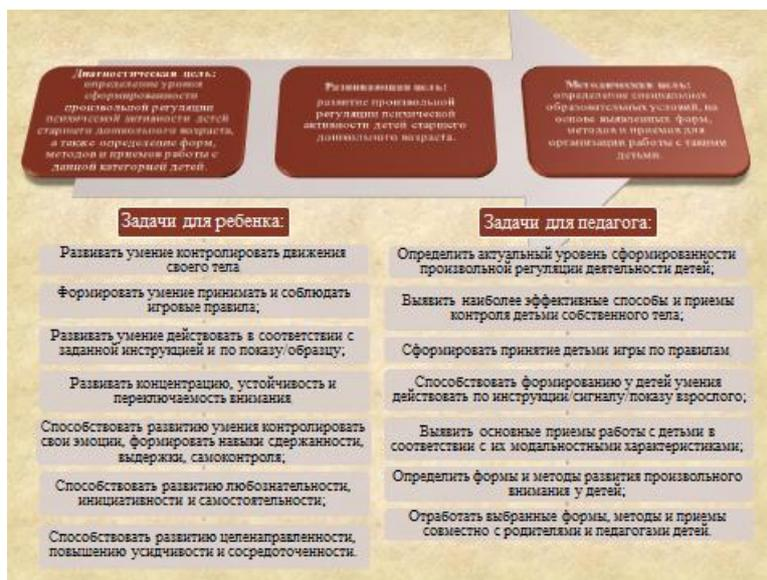 Диагностическая цель:
определение уровня
сформированности
произвольной регуляции
психической активности детей
старшего дошкольного возраста,
а также определение форм,
методов и приемов работы с
данной категорией детей.
Развивающая цель:
развитие произвольной
регуляции психической
активности детей старшего
дошкольного возраста.
Методическая цель:
определение специальных
образовательных условий, на
основе выявленных форм,
методов и приемов для
организации работы с такими
детьми.
Задачи для ребенка:
Развивать умение контролировать движения
своего тела
Формировать умение принимать и соблюдать
игровые правила;
Развивать умение действовать в соответствии с
заданной инструкцией и по показу/образцу;
Развивать концентрацию, устойчивость и
переключаемость внимания
Способствовать развитию умения контролировать
свои эмоции, формировать навыки сдержанности,
выдержки, самоконтроля;
Способствовать развитию любознательности,
инициативности и самостоятельности;
Способствовать развитию целенаправленности,
повышению усидчивости и сосредоточенности.
Задачи для педагога:
Определить актуальный уровень сформированности
произвольной регуляции деятельности детей;
Выявить наиболее эффективные способы и приемы
контроля детьми собственного тела;
Сформировать принятие детьми игры по правилам
Способствовать формированию у детей умения
действовать по инструкции/сигналу/показу взрослого;
Выявить основные приемы работы с детьми в
соответствии с их модальностными характеристиками;
Определить формы и методы развития произвольного
внимания у детей;
Отработать выбранные формы, методы и приемы
совместно с родителями и педагогами детей.